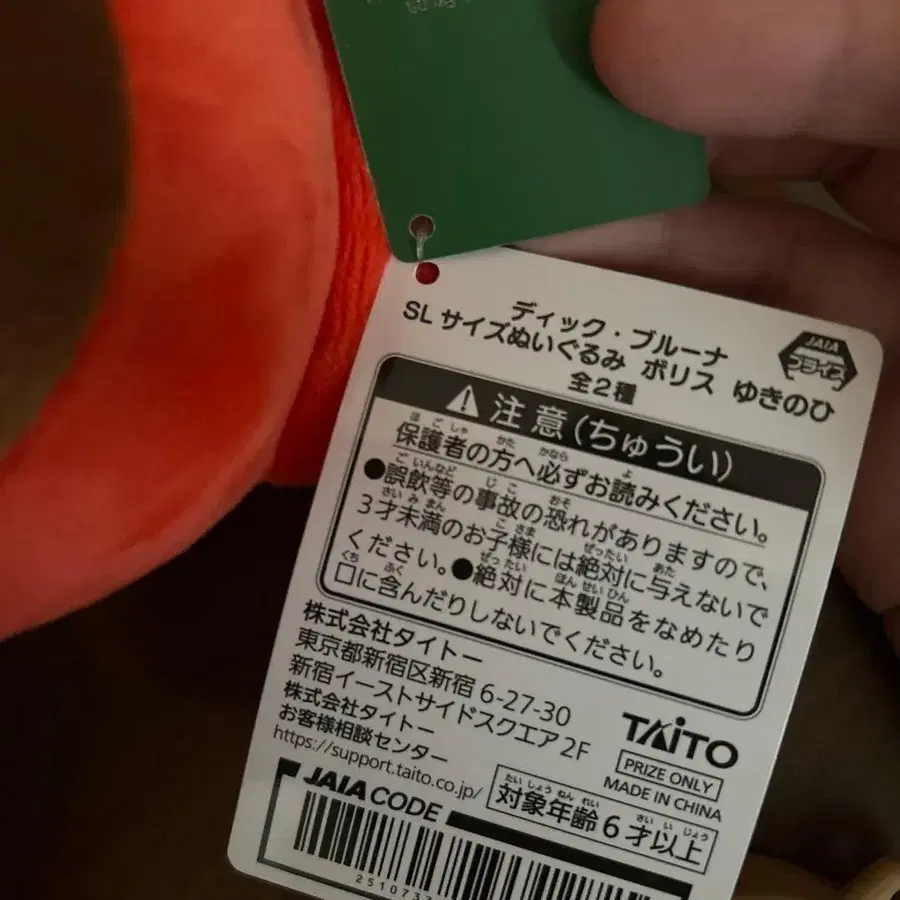 ディック・ブルーナ
SL サイズぬいぐるみ ボリス ゆきのひ
全2種
JAIA
プライズ
注意(ちゅうい)
保護者の方へ必ずお読みください。
●誤飲等の事故の恐れがありますので、
3才未満のお子様には絶対に与えないで
ください。●絶対に本製品をなめたり
口に含んだりしないでください。
株式会社タイトー
東京都新宿区新宿 6-27-30
新宿イーストサイドスクエア 2F
株式会社タイトー
お客様相談センター
https://support.taito.co.jp/
TAITO
PRIZE ONLY
MADE IN CHINA
対象年齢 6 才以上
JAIA CODE